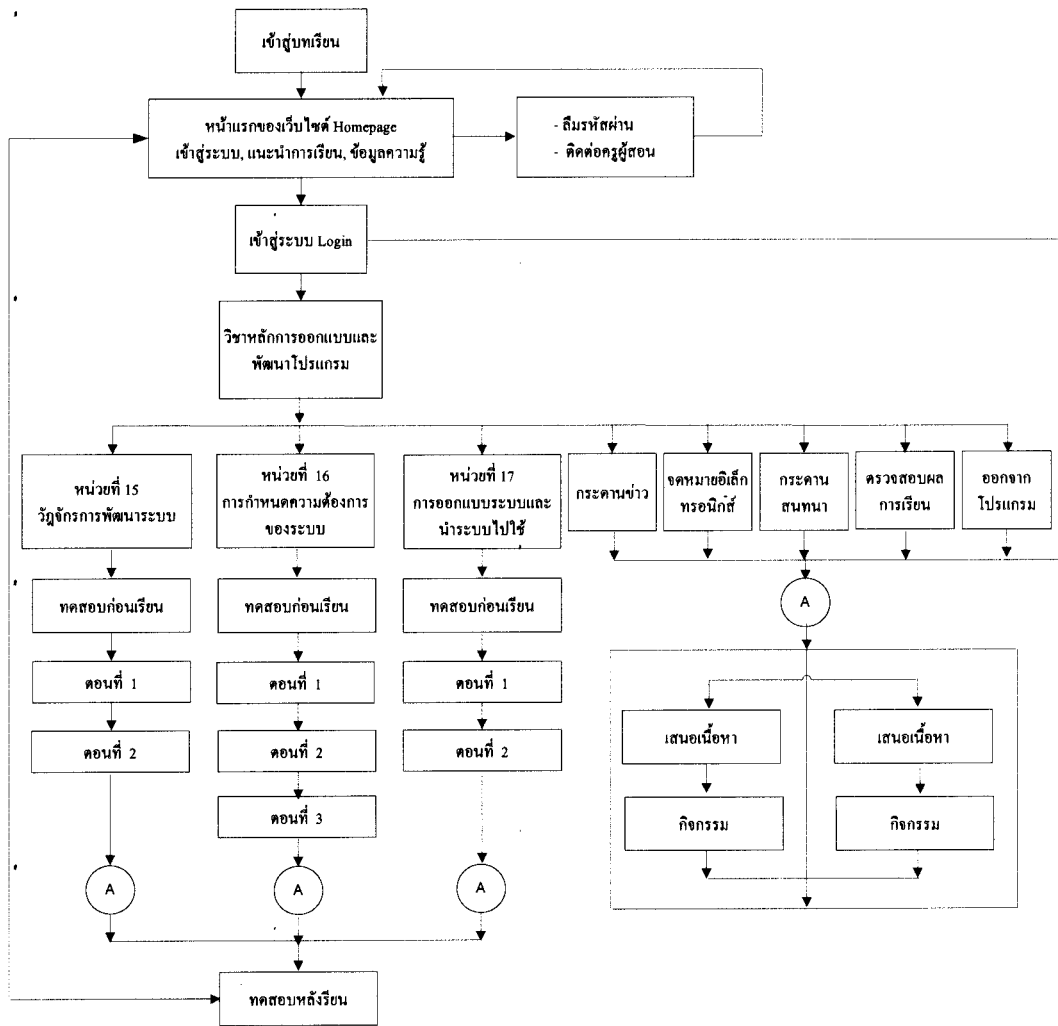 เข้าสู่บทเรียน
หน้าแรกของเว็บไซต์ Homepage
เข้าสู่ระบบ, แนะนำการเรียน, ข้อมูลความรู้
- ลืมรหัสผ่าน
- ติดต่อครูผู้สอน
เข้าสู่ระบบ Login
วิชาหลักการออกแบบและ
พัฒนาโปรแกรม
หน่วยที่ 15
วัฎจักรการพัฒนาระบบ
หน่วยที่ 16
การกำหนดความต้องการ
ของระบบ
หน่วยที่ 17
การออกแบบระบบและ
นำระบบไปใช้
กระดานข่าว
จดหมายอิเล็ก
ทรอนิกส์
กระดาน
สนทนา
ตรวจสอบผล
การเรียน
ออกจาก
โปรแกรม
ทดสอบก่อนเรียน
ทดสอบก่อนเรียน
ทดสอบก่อนเรียน
A
ตอนที่ 1
ตอนที่ 1
ตอนที่ 1
ตอนที่ 2
ตอนที่ 2
ตอนที่ 2
เสนอเนื้อหา
เสนอเนื้อหา
ตอนที่ 3
กิจกรรม
กิจกรรม
A
A
A
ทดสอบหลังเรียน